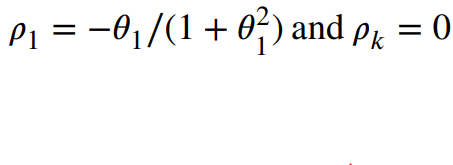 ρ₁ = −θ₁/(1 + θ₁²) and ρₖ = 0